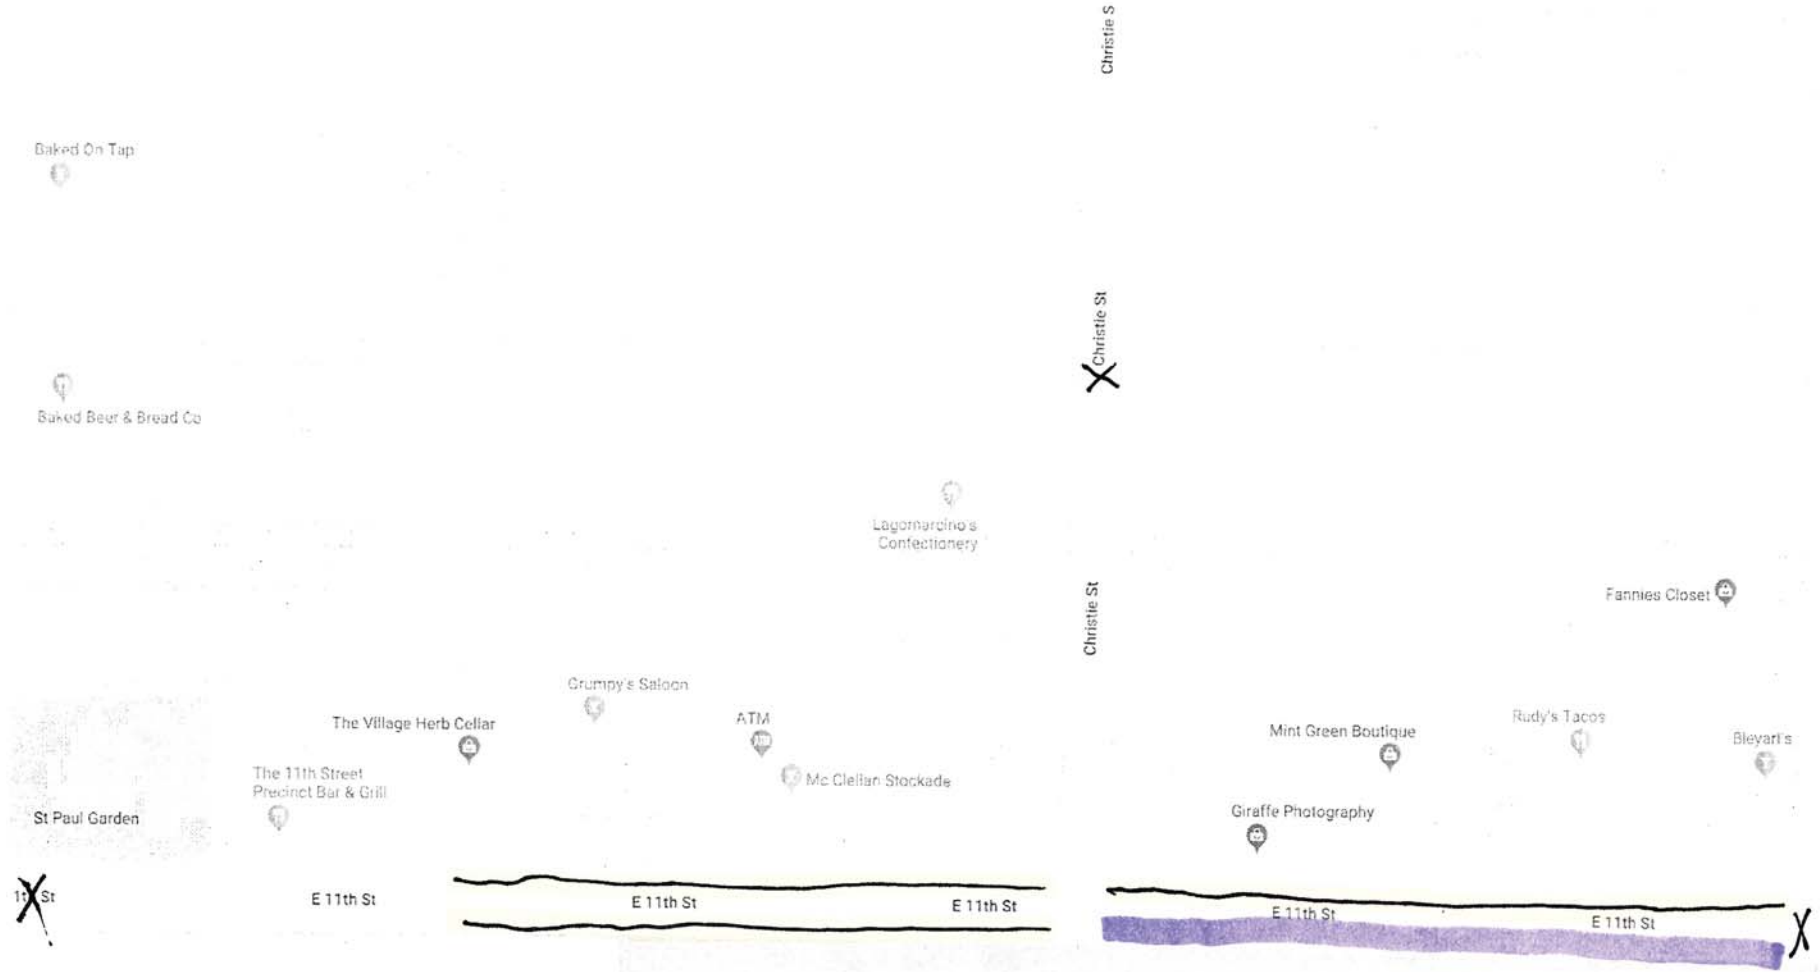 Christie S
Baked On Tap
Christie St
Baked Beer & Bread Co
Lagomarcino's
Confectionery
Christie St
Fannies Closet
Grumpy's Saloon
The Village Herb Cellar
ATM
Mint Green Boutique
Rudy's Tacos
The 11th Street
Precinct Bar & Grill
Mc Clellan Stockade
St Paul Garden
Giraffe Photography
E 11th St
E 11th St
E 11th St
E 11th St
E 11th St